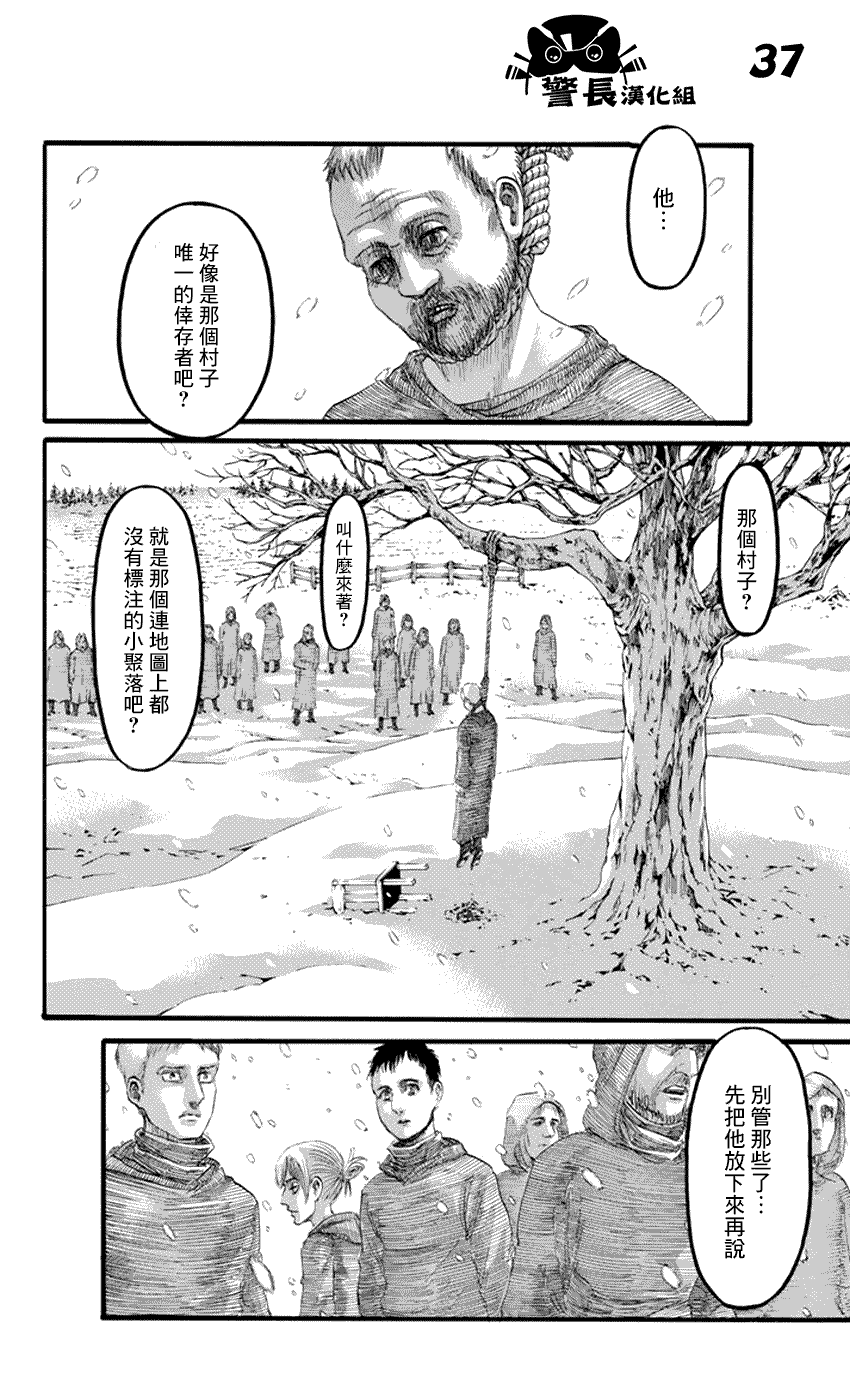 警長漢化組
37
他…
好像是那個村子
唯一的倖存者吧?
那個村子?
叫什麼來著?
就是那個連地圖上都
沒有標注的小聚落吧?
別管那些了…
先把他放下來再說